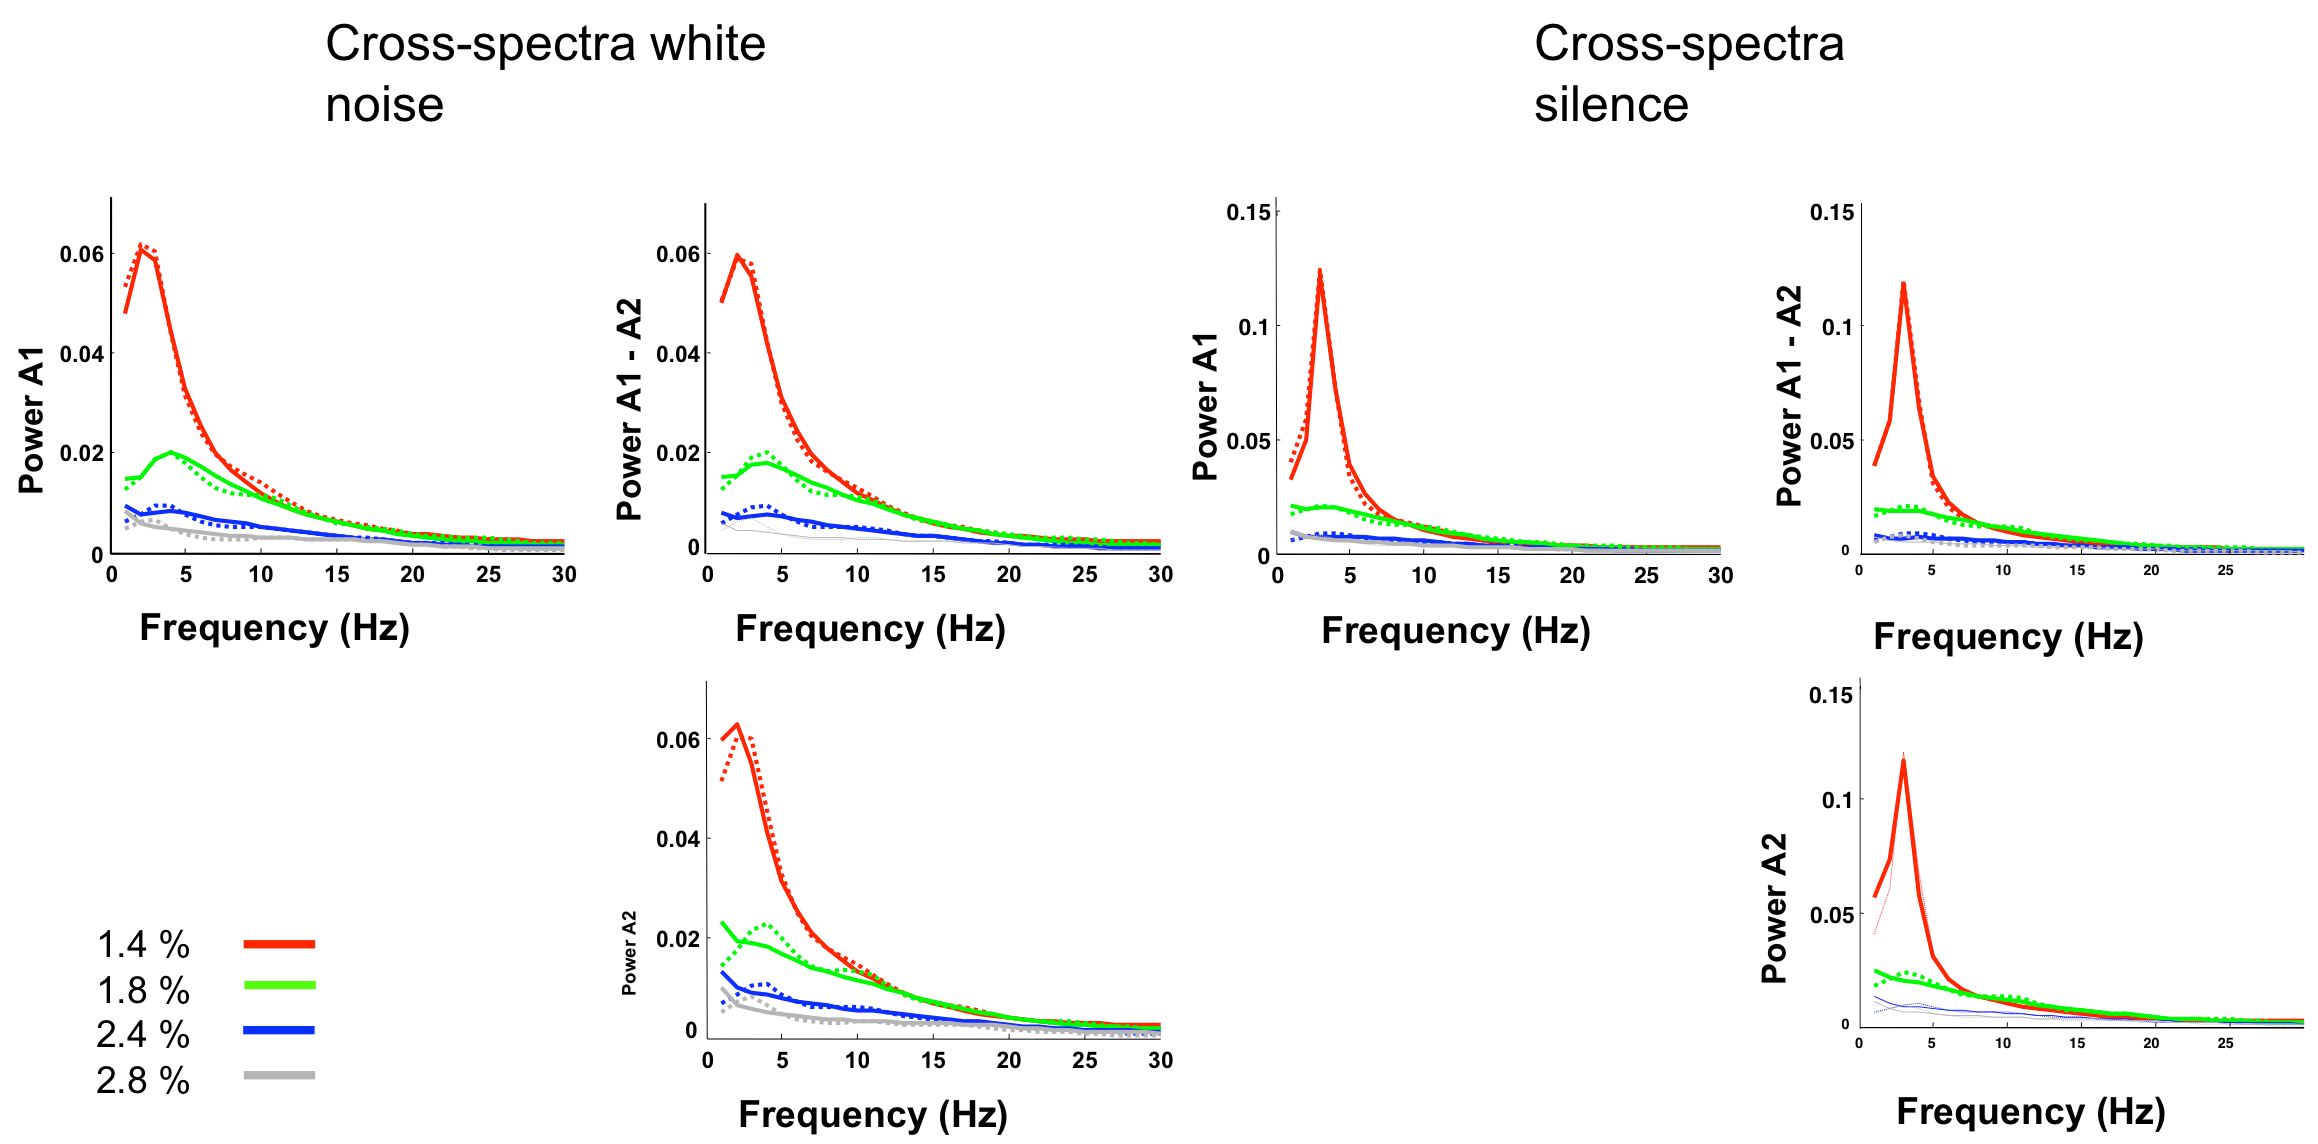 Cross-spectra white
noise
Cross-spectra
silence
Power A1
0.06
0.04
0.02
0
0 5 10 15 20 25 30
Frequency (Hz)
Power A1 - A2
0.06
0.04
0.02
0
0 5 10 15 20 25 30
Frequency (Hz)
Power A1
0.15
0.1
0.05
0
0 5 10 15 20 25 30
Frequency (Hz)
Power A1 - A2
0.15
0.1
0.05
0
0 5 10 15 20 25
Frequency (Hz)
Power A2
0.06
0.04
0.02
0
0 5 10 15 20 25 30
Frequency (Hz)
Power A2
0.15
0.1
0.05
0
0 5 10 15 20 25
Frequency (Hz)
1.4 %
1.8 %
2.4 %
2.8 %